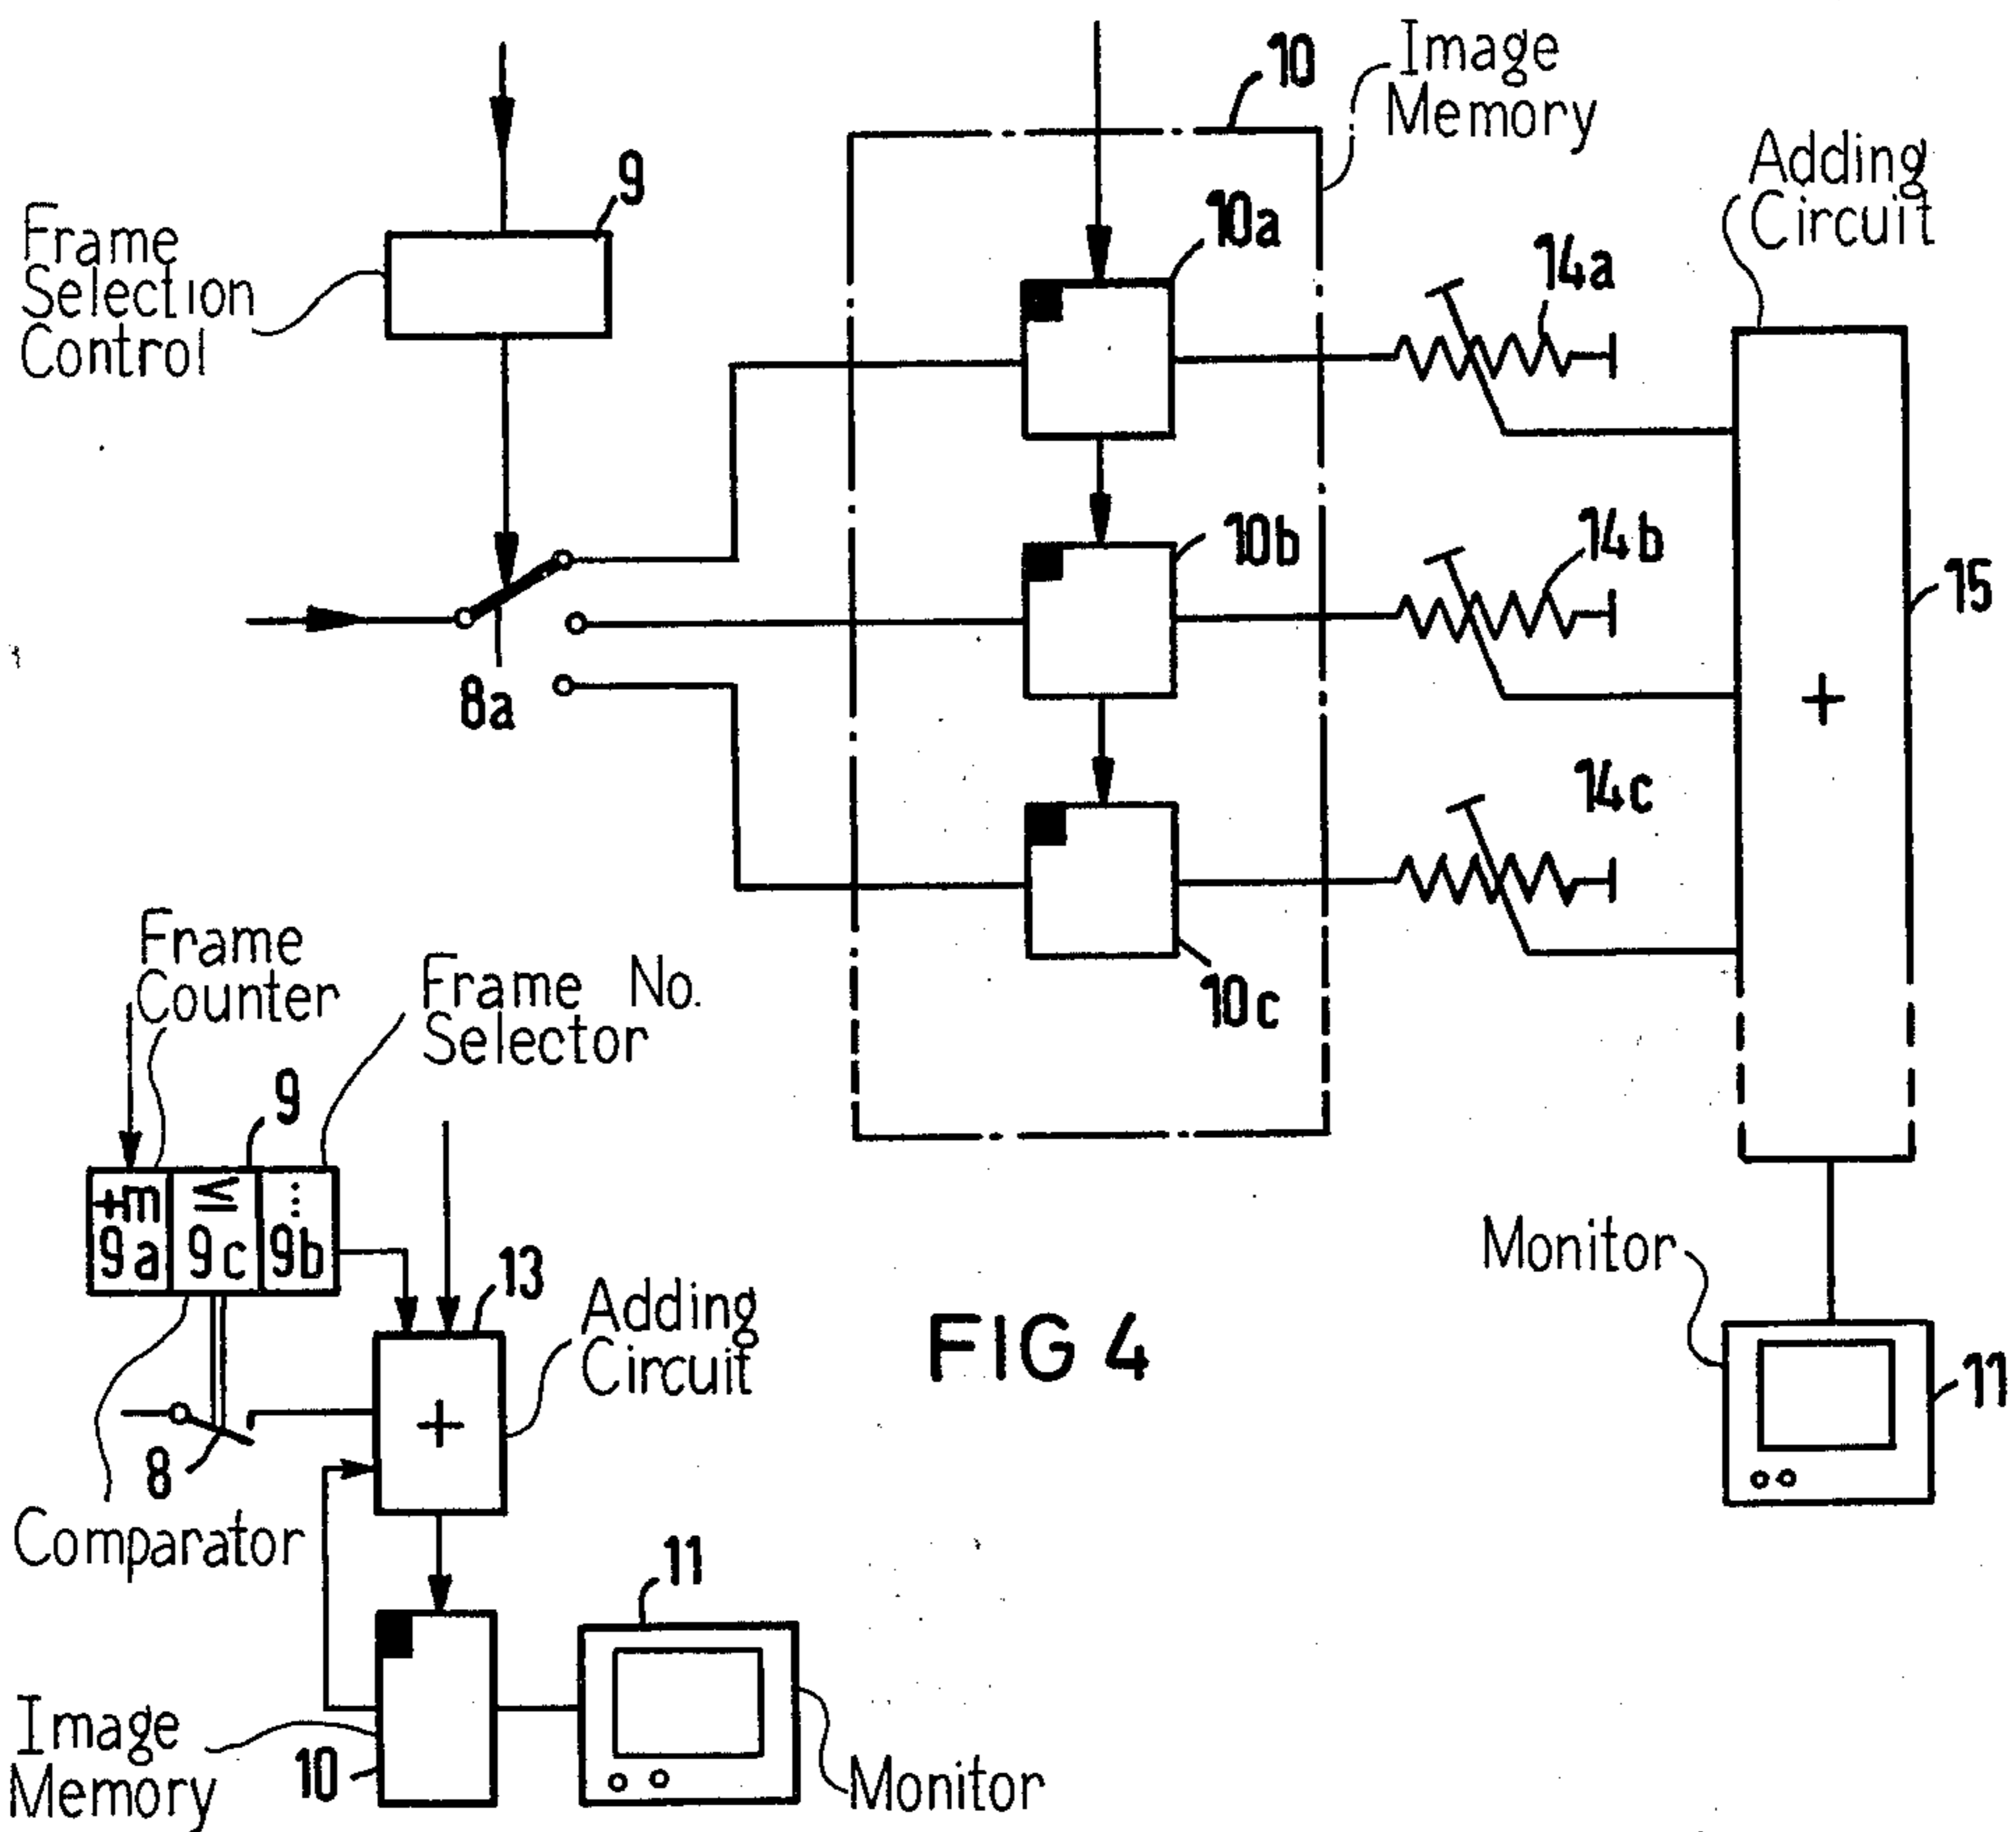 10
Image
Memory
Adding
Circuit
9
Frame
Selection
Control
10a
14a
10b
14b
15
8a
+
14c
10c
Frame
Counter
Frame No.
Selector
9
+m
≤
⋮
9a
9c
9b
13
Adding
Circuit
Monitor
FIG 4
11
+
8
Comparator
11
Image
Memory
10
Monitor